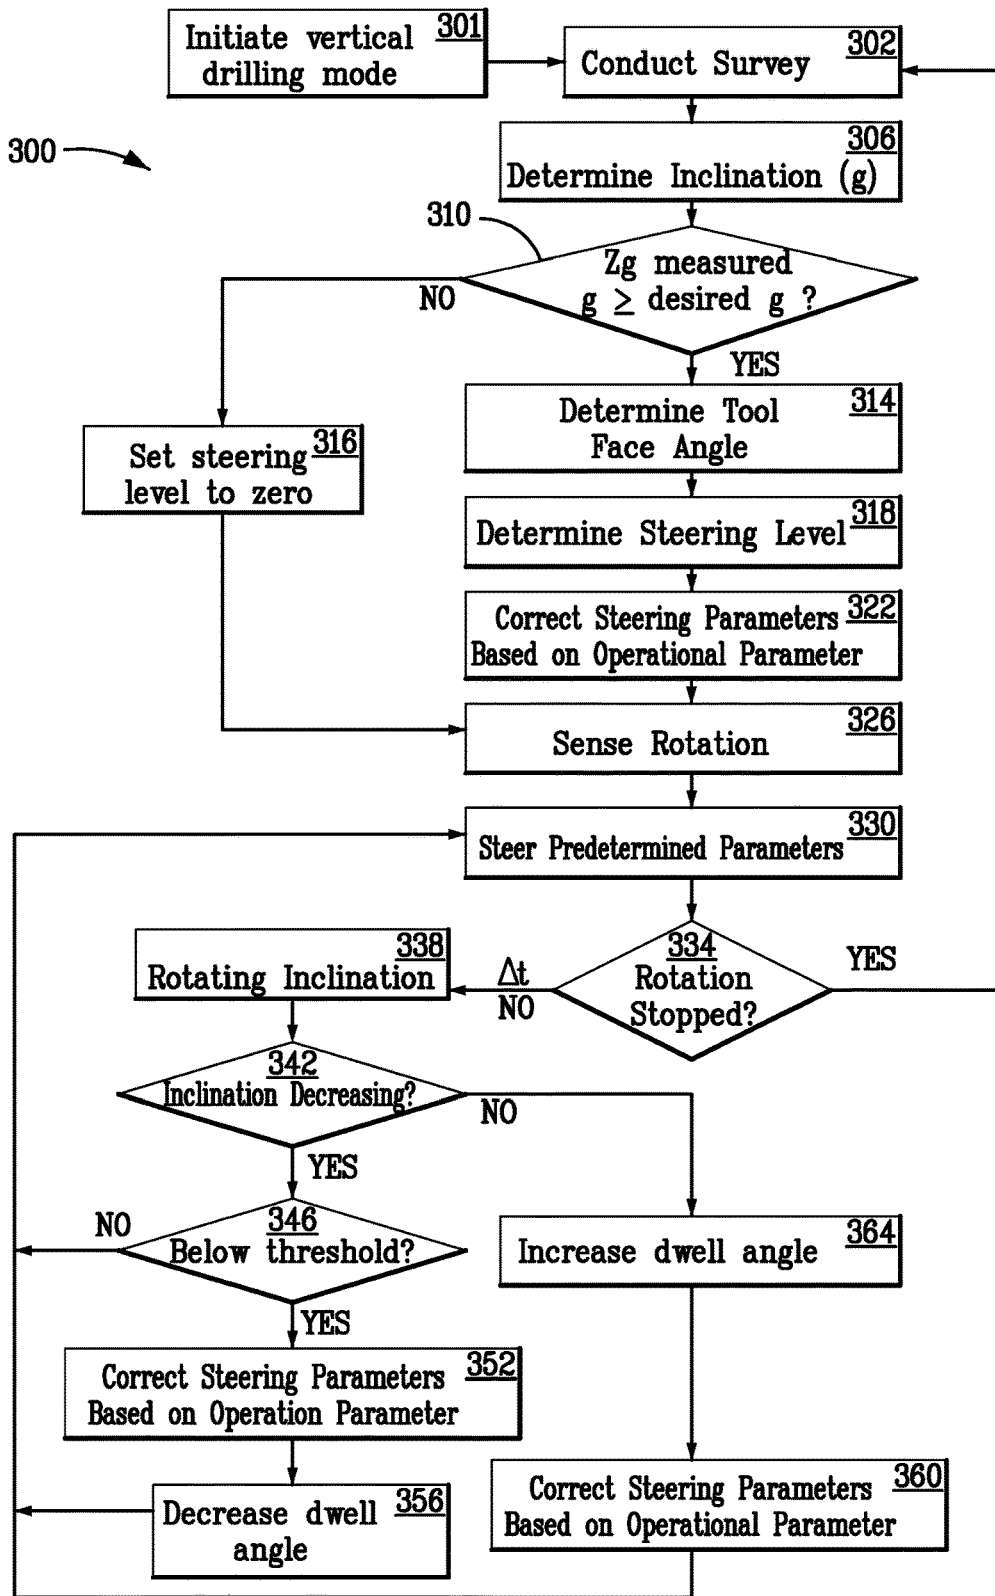 Initiate vertical 301
drilling mode
302
Conduct Survey
300
306
Determine Inclination (g)
310
Zg measured
g ≥ desired g ?
NO
YES
Determine Tool 314
Face Angle
Set steering 316
level to zero
318
Determine Steering Level
Correct Steering Parameters 322
Based on Operational Parameter
326
Sense Rotation
330
Steer Predetermined Parameters
334
Rotation
Stopped?
YES
Δt
NO
338
Rotating Inclination
342
Inclination Decreasing?
NO
YES
346
Below threshold?
NO
YES
364
Increase dwell angle
Correct Steering Parameters 352
Based on Operation Parameter
Decrease dwell 356
angle
Correct Steering Parameters 360
Based on Operational Parameter